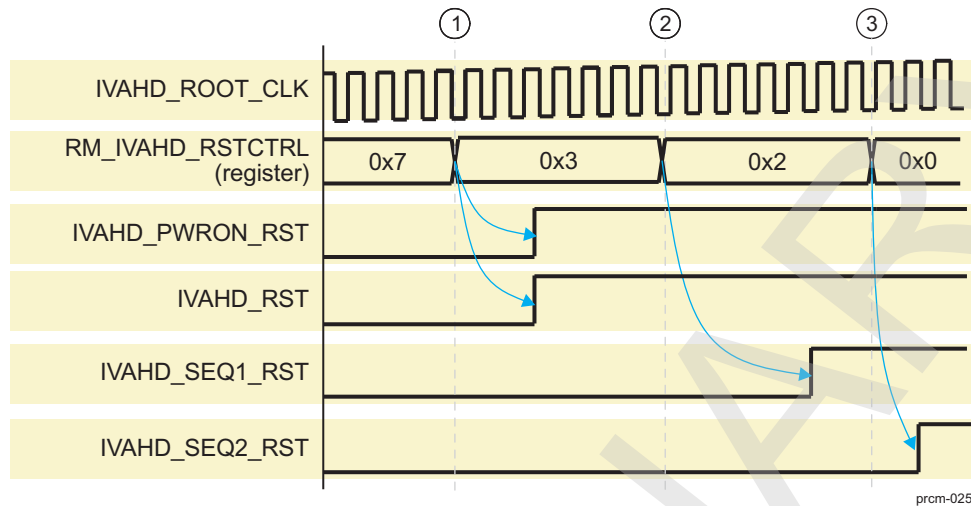 1 2 3
IVAHD_ROOT_CLK
RM_IVAHD_RSTCTRL
(register)
0x7 0x3 0x2 0x0
IVAHD_PWRON_RST
IVAHD_RST
IVAHD_SEQ1_RST
IVAHD_SEQ2_RST
prcm-025